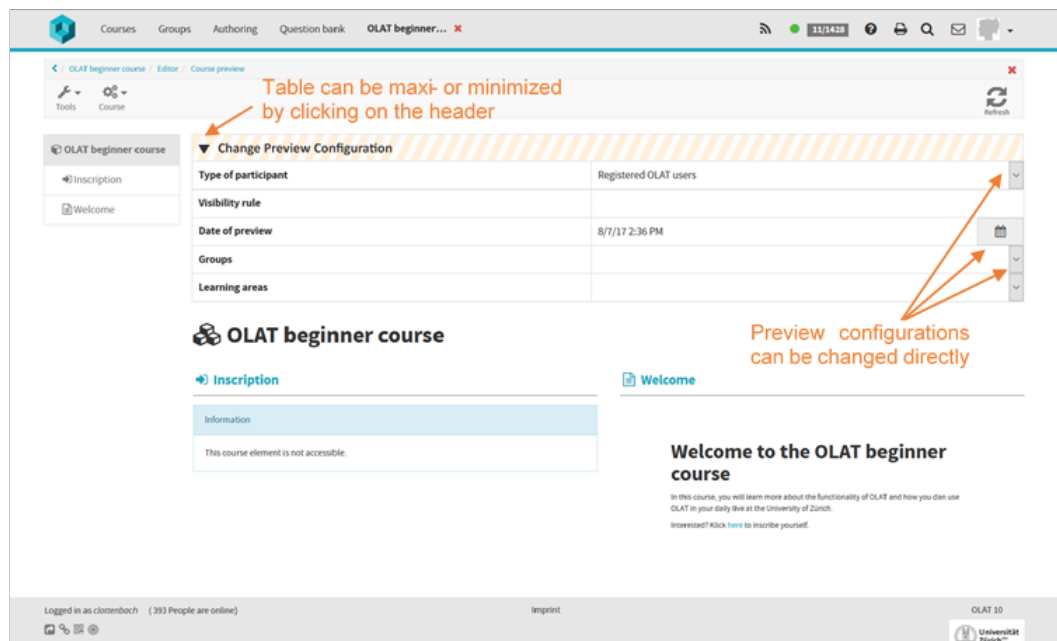 Courses Groups Authoring Question bank OLAT beginner... 11/1428
OLAT beginner course / Editor / Course preview
Tools Course
Table can be maxi- or minimized
by clicking on the header
Refresh
OLAT beginner course
Inscription
Welcome
Change Preview Configuration
Type of participant Registered OLAT users
Visibility rule
Date of preview 8/7/17 2:36 PM
Groups
Learning areas
Preview configurations
can be changed directly
OLAT beginner course
Inscription
Information
This course element is not accessible.
Welcome
Welcome to the OLAT beginner
course
In this course, you will learn more about the functionality of OLAT and how you dan use
OLAT in your daily live at the University of Zürich.
Interested? Klick here to inscribe yourself.
Logged in as clottenbach ( 393 People are online) Imprint OLAT 10
Universität
Zürich